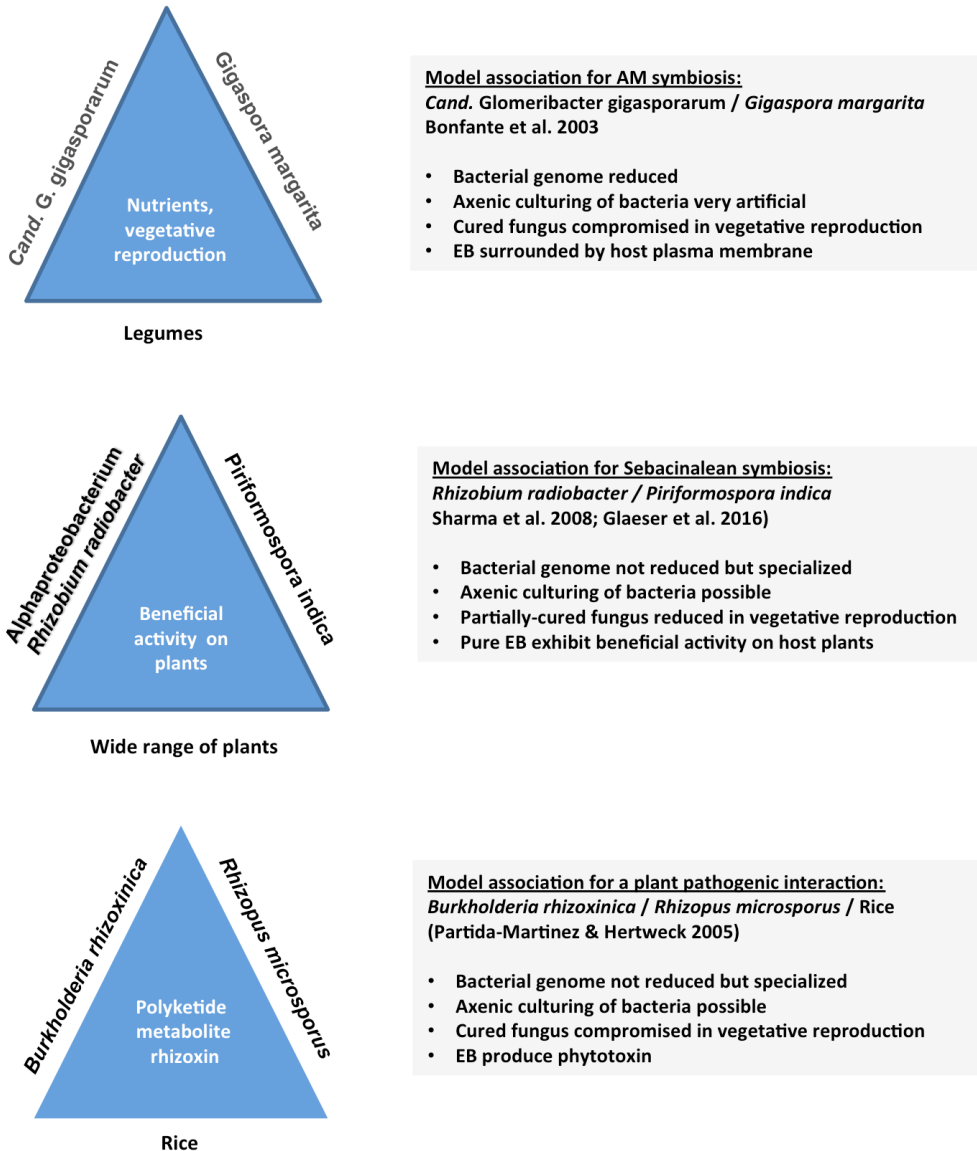 Cand. G. gigasporarum
Gigaspora margarita
Nutrients,
vegetative
reproduction
Legumes
Model association for AM symbiosis:
Cand. Glomeribacter gigasporarum / Gigaspora margarita
Bonfante et al. 2003
• Bacterial genome reduced
• Axenic culturing of bacteria very artificial
• Cured fungus compromised in vegetative reproduction
• EB surrounded by host plasma membrane
Alphaproteobacterium
Rhizobium radiobacter
Piriformospora indica
Beneficial
activity on
plants
Wide range of plants
Model association for Sebacinalean symbiosis:
Rhizobium radiobacter / Piriformospora indica
Sharma et al. 2008; Glaeser et al. 2016)
• Bacterial genome not reduced but specialized
• Axenic culturing of bacteria possible
• Partially-cured fungus reduced in vegetative reproduction
• Pure EB exhibit beneficial activity on host plants
Burkholderia rhizoxinica
Rhizopus microsporus
Polyketide
metabolite
rhizoxin
Rice
Model association for a plant pathogenic interaction:
Burkholderia rhizoxinica / Rhizopus microsporus / Rice
(Partida-Martinez & Hertweck 2005)
• Bacterial genome not reduced but specialized
• Axenic culturing of bacteria possible
• Cured fungus compromised in vegetative reproduction
• EB produce phytotoxin